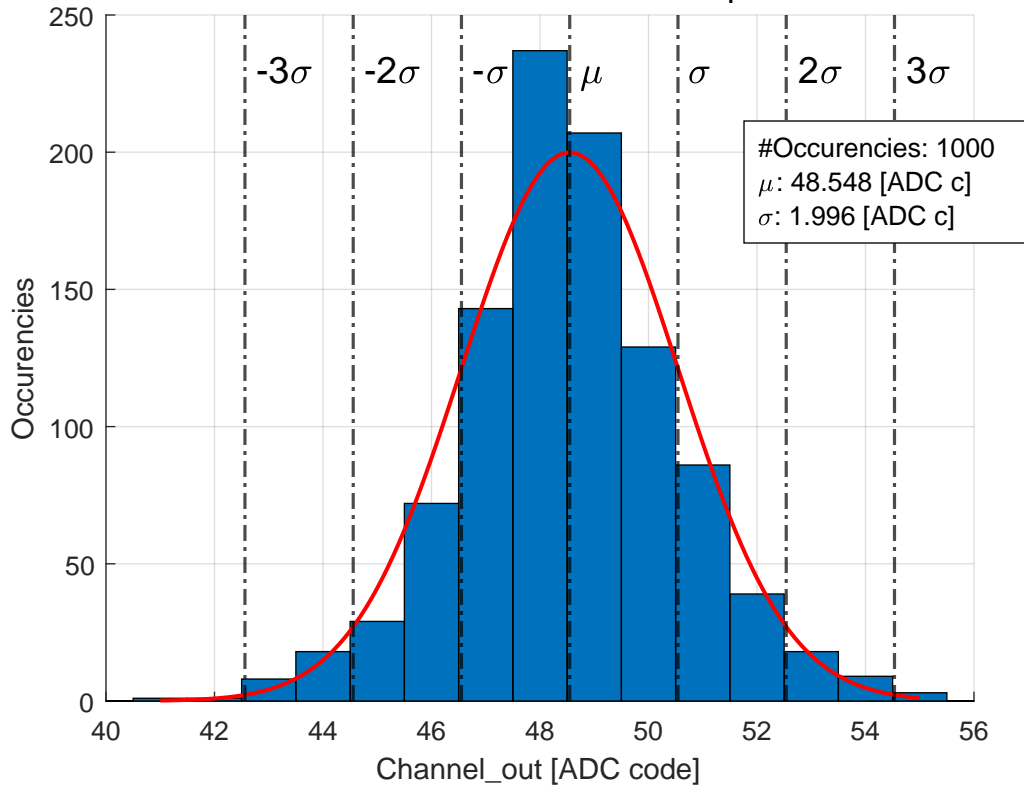 250
200
150
100
50
0
Occurencies
-3σ -2σ -σ μ σ 2σ 3σ
#Occurencies: 1000
μ: 48.548 [ADC c]
σ: 1.996 [ADC c]
40 42 44 46 48 50 52 54 56
Channel_out [ADC code]